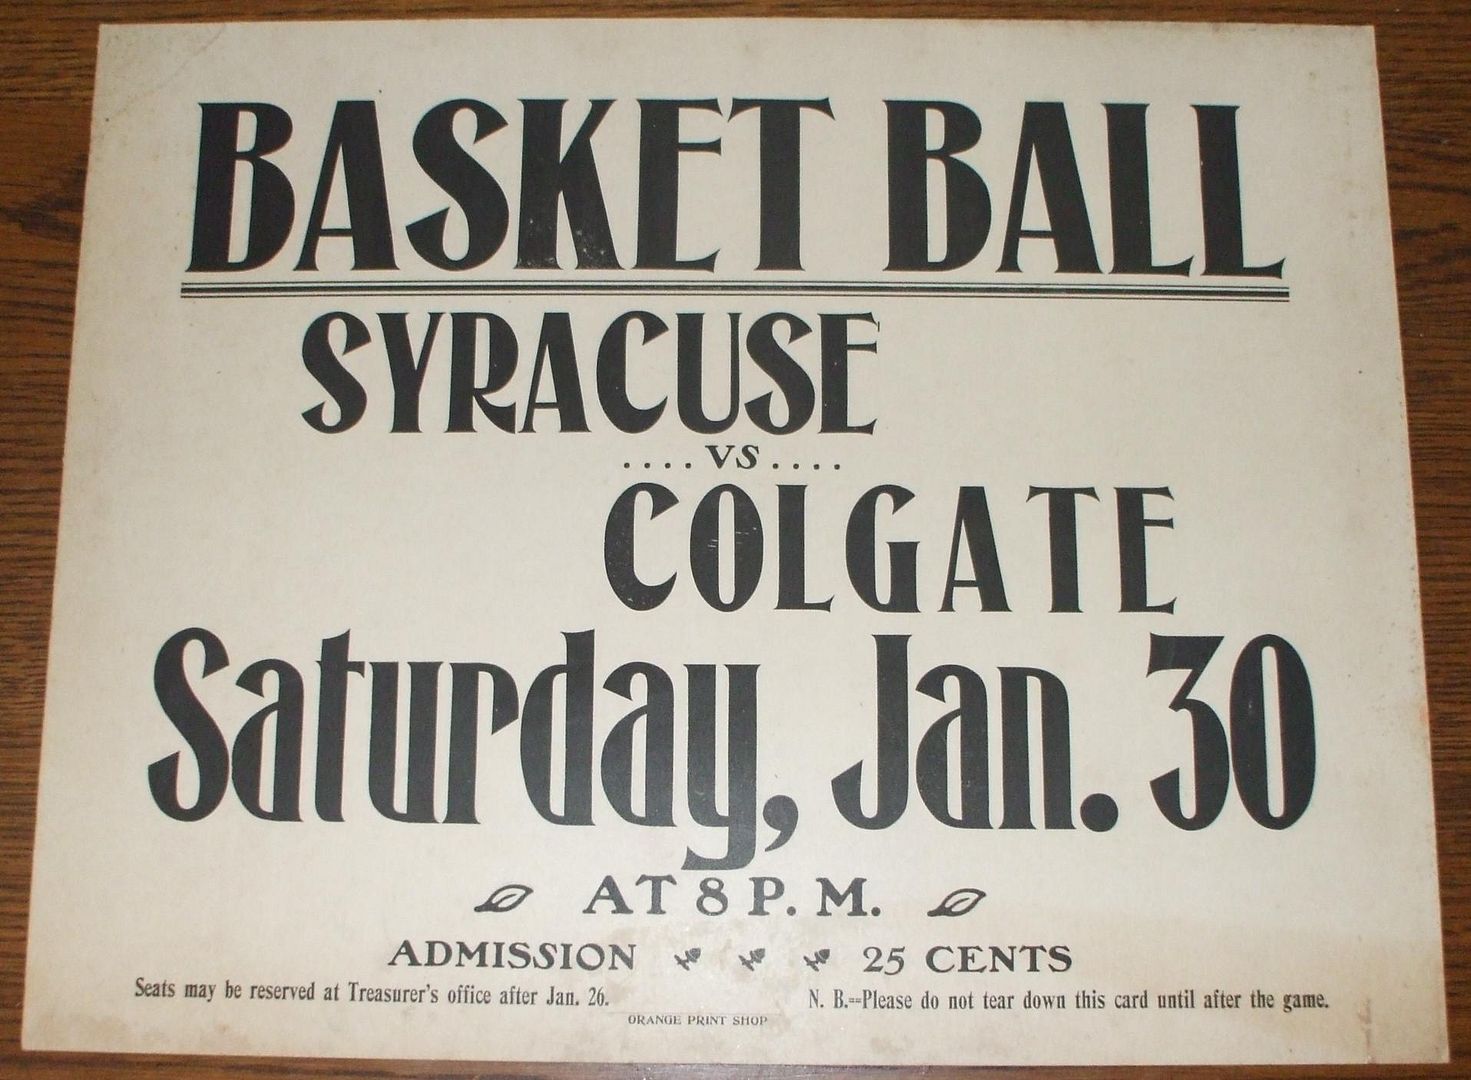 BASKET BALL
SYRACUSE
....VS....
COLGATE
Saturday, Jan. 30
AT 8 P. M.
ADMISSION 25 CENTS
Seats may be reserved at Treasurer's office after Jan. 26. N. B.==Please do not tear down this card until after the game.
ORANGE PRINT SHOP